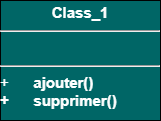 Class_1
+ ajouter()
+ supprimer()